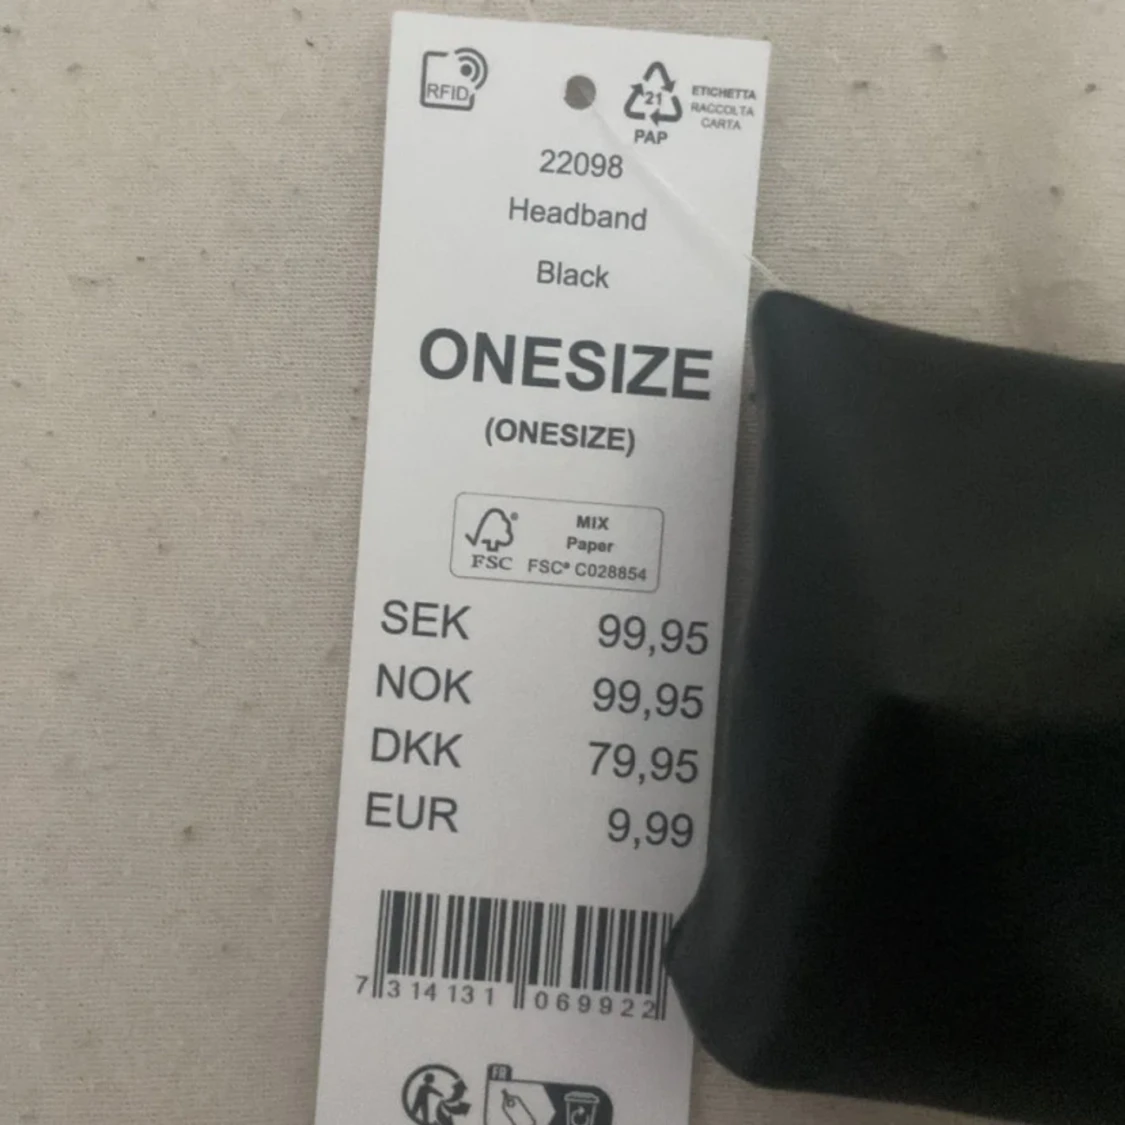 RFID
21
PAP
ETICHETTA
RACCOLTA
CARTA
22098
Headband
Black
ONESIZE
(ONESIZE)
FSC
MIX
Paper
FSC® C028854
SEK 99,95
NOK 99,95
DKK 79,95
EUR 9,99
7 314131 069922
FR